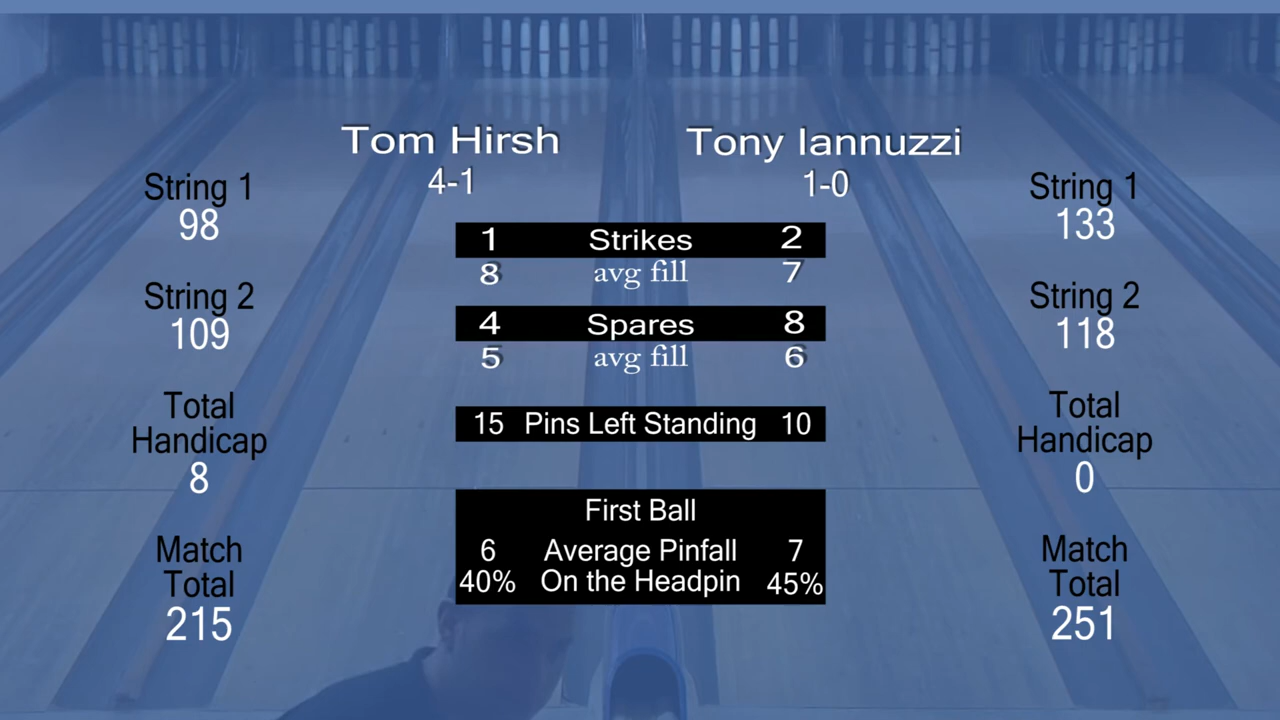 Tom Hirsh
4-1
Tony Iannuzzi
1-0
String 1
98
String 2
109
Total
Handicap
8
Match
Total
215
1 Strikes 2
8 avg fill 7
4 Spares 8
5 avg fill 6
15 Pins Left Standing 10
First Ball
6 Average Pinfall 7
40% On the Headpin 45%
String 1
133
String 2
118
Total
Handicap
0
Match
Total
251